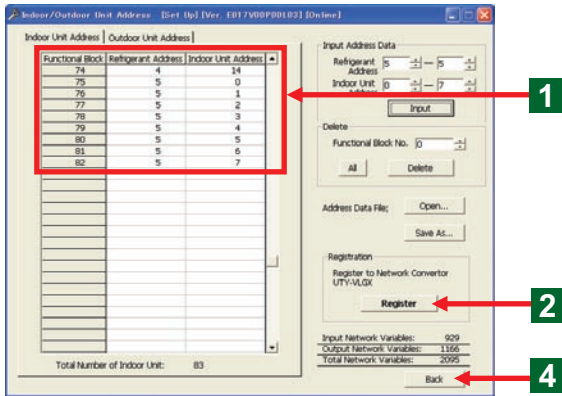 Indoor/Outdoor Unit Address [Set Up] [Ver. E017V00P00L03] [Online]
Indoor Unit Address
Outdoor Unit Address
Functional Block Refrigerant Address Indoor Unit Address
74 4 14
75 5 0
76 5 1
77 5 2
78 5 3
79 5 4
80 5 5
81 5 6
82 5 7
Total Number of Indoor Unit: 83
Input Address Data
Refrigerant Address 5 — 5
Indoor Unit Address 0 — 7
Input
Delete
Functional Block No. 0
All Delete
Address Data File; Open...
Save As...
Registration
Register to Network Convertor
UTY-VLGX
Register
Input Network Variables: 929
Output Network Variables: 1166
Total Network Variables: 2095
Back
1
2
4